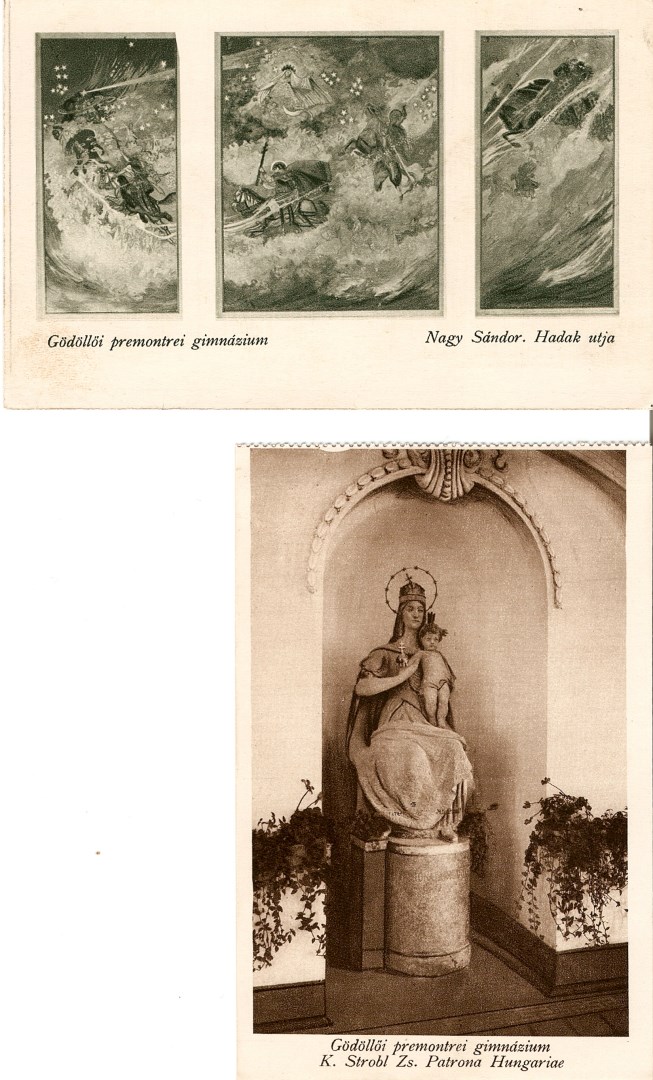 Gödöllői premontrei gimnázium
Nagy Sándor. Hadak utja
Gödöllői premontrei gimnázium
K. Strobl Zs. Patrona Hungariae